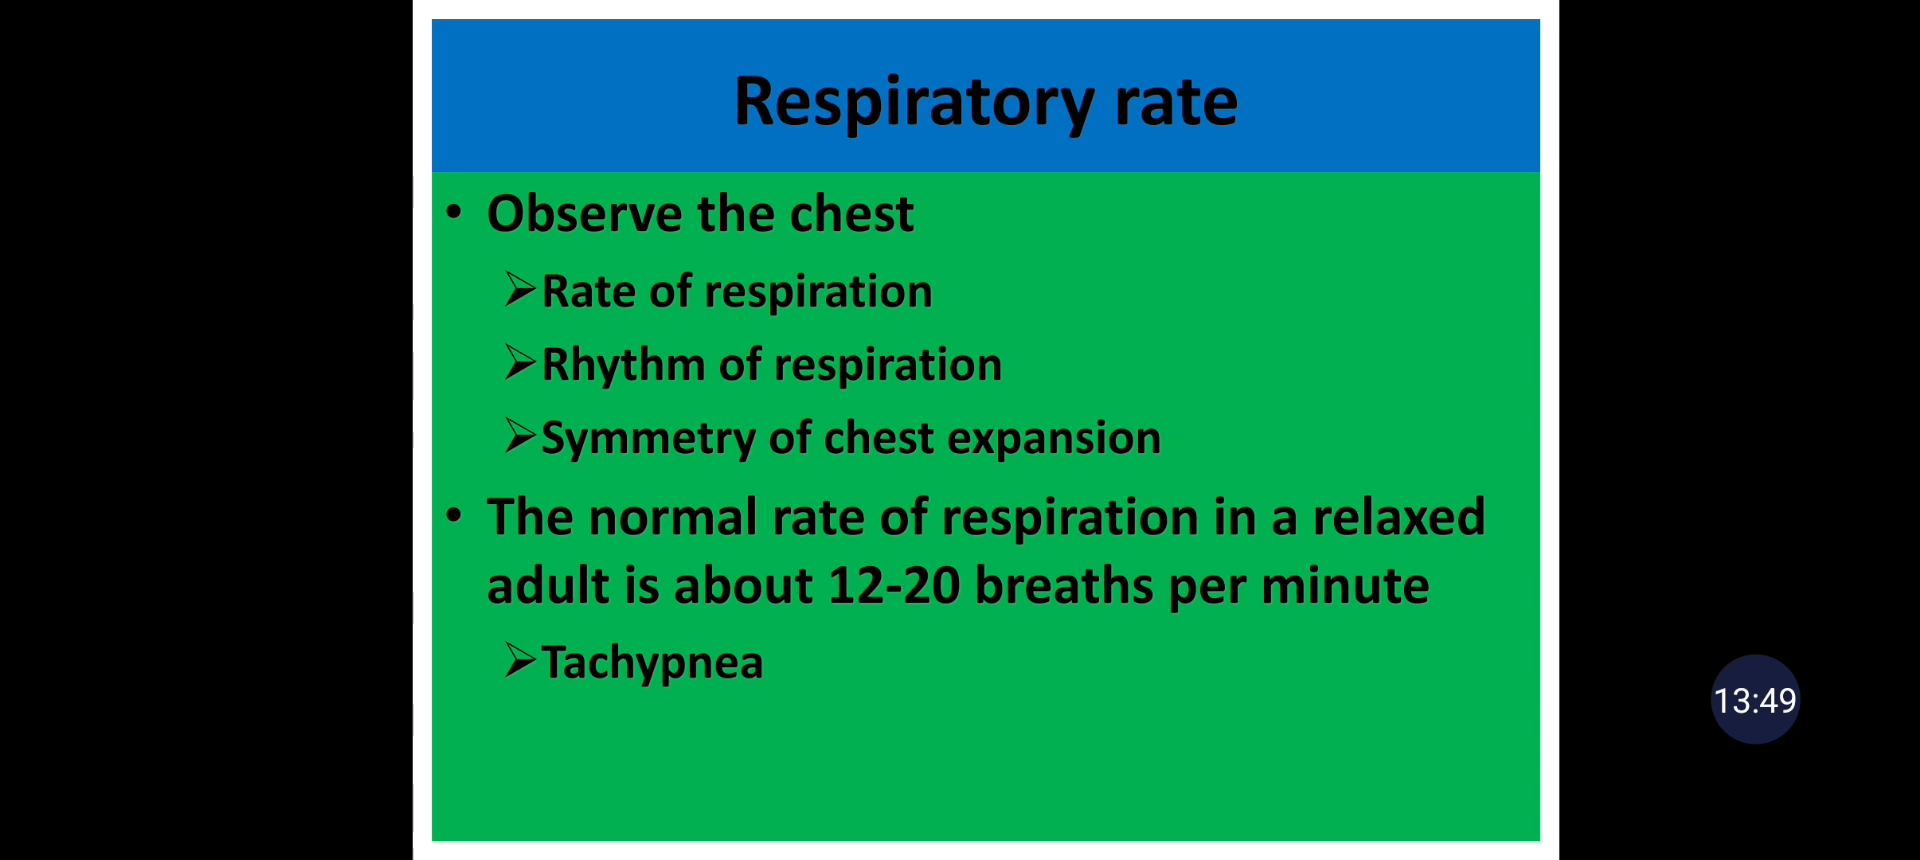 Respiratory rate
• Observe the chest
➢Rate of respiration
➢Rhythm of respiration
➢Symmetry of chest expansion
• The normal rate of respiration in a relaxed
adult is about 12-20 breaths per minute
➢Tachypnea
13:49